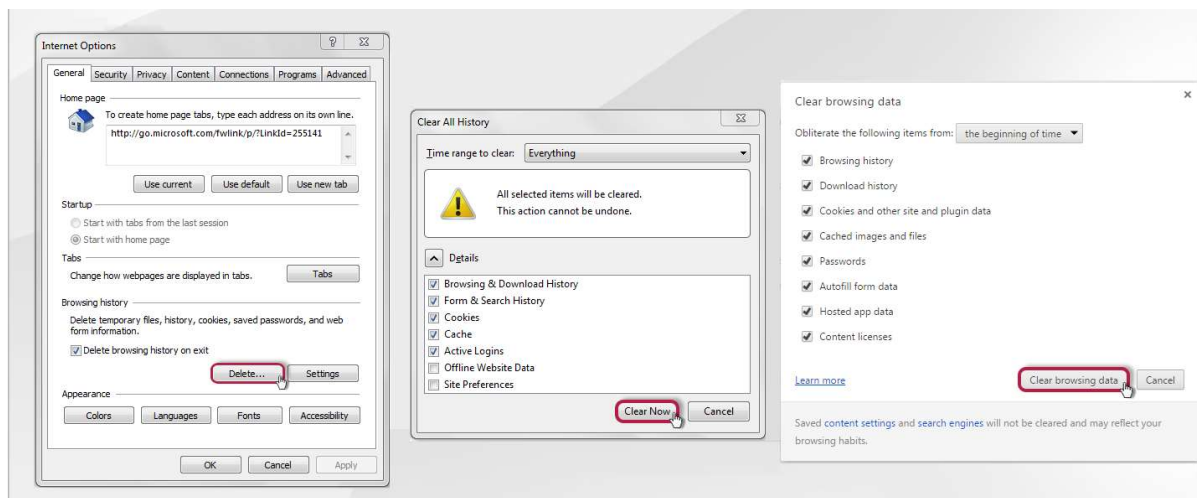 Internet Options
General Security Privacy Content Connections Programs Advanced
Home page
To create home page tabs, type each address on its own line.
http://go.microsoft.com/fwlink/p/?LinkId=255141
Use current Use default Use new tab
Startup
Start with tabs from the last session
Start with home page
Tabs
Change how webpages are displayed in tabs. Tabs
Browsing history
Delete temporary files, history, cookies, saved passwords, and web
form information.
Delete browsing history on exit
Delete... Settings
Appearance
Colors Languages Fonts Accessibility
OK Cancel Apply
Clear All History
Time range to clear: Everything
All selected items will be cleared.
This action cannot be undone.
Details
Browsing & Download History
Form & Search History
Cookies
Cache
Active Logins
Offline Website Data
Site Preferences
Clear Now Cancel
Clear browsing data
Obliterate the following items from: the beginning of time
Browsing history
Download history
Cookies and other site and plugin data
Cached images and files
Passwords
Autofill form data
Hosted app data
Content licenses
Learn more Clear browsing data Cancel
Saved content settings and search engines will not be cleared and may reflect your
browsing habits.